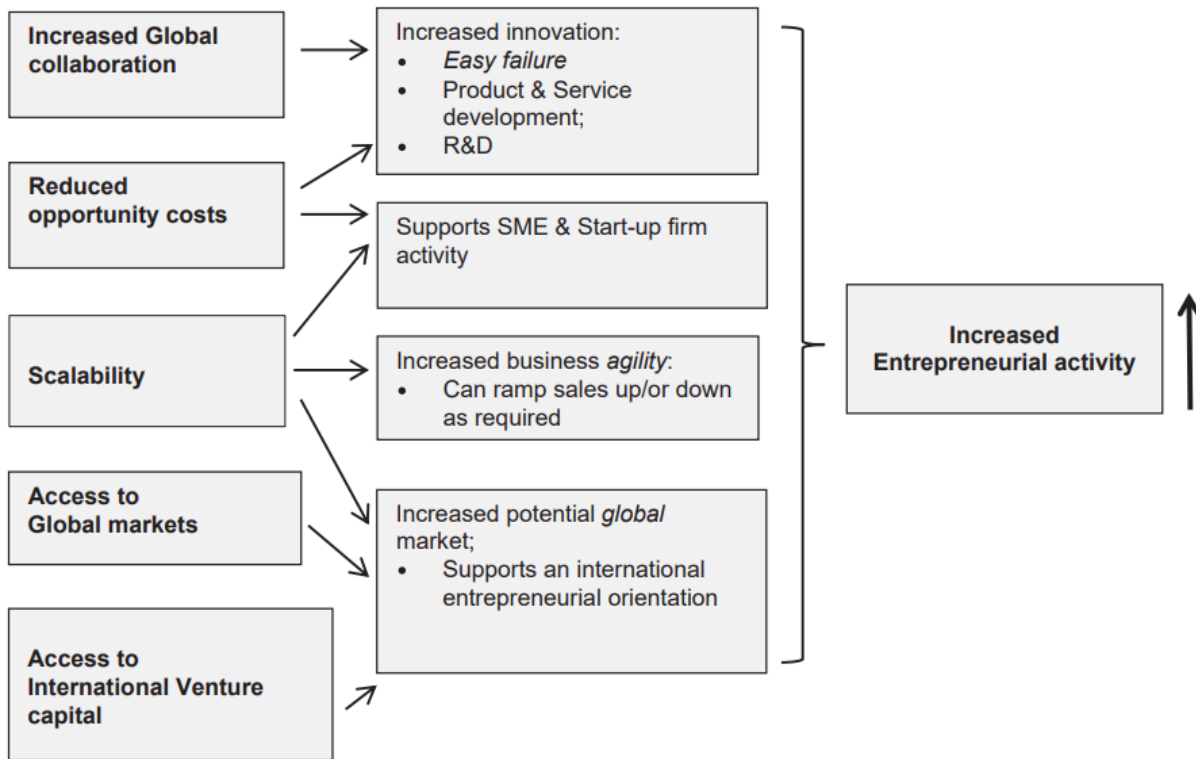 Increased Global
collaboration
Reduced
opportunity costs
Scalability
Access to
Global markets
Access to
International Venture
capital
Increased innovation:
• Easy failure
• Product & Service
development;
• R&D
Supports SME & Start-up firm
activity
Increased business agility:
• Can ramp sales up/or down
as required
Increased potential global
market;
• Supports an international
entrepreneurial orientation
Increased
Entrepreneurial activity